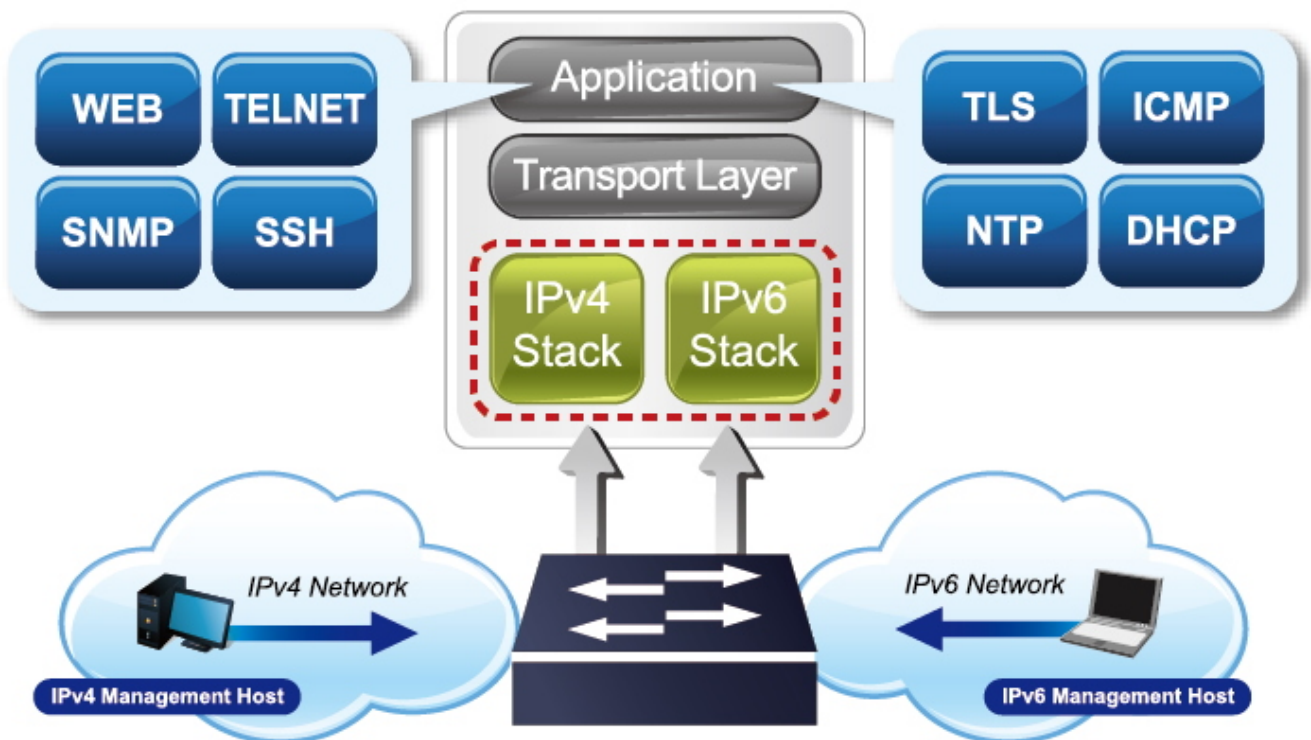 WEB
TELNET
SNMP
SSH
Application
Transport Layer
IPv4
Stack
IPv6
Stack
TLS
ICMP
NTP
DHCP
IPv4 Network
IPv4 Management Host
IPv6 Network
IPv6 Management Host